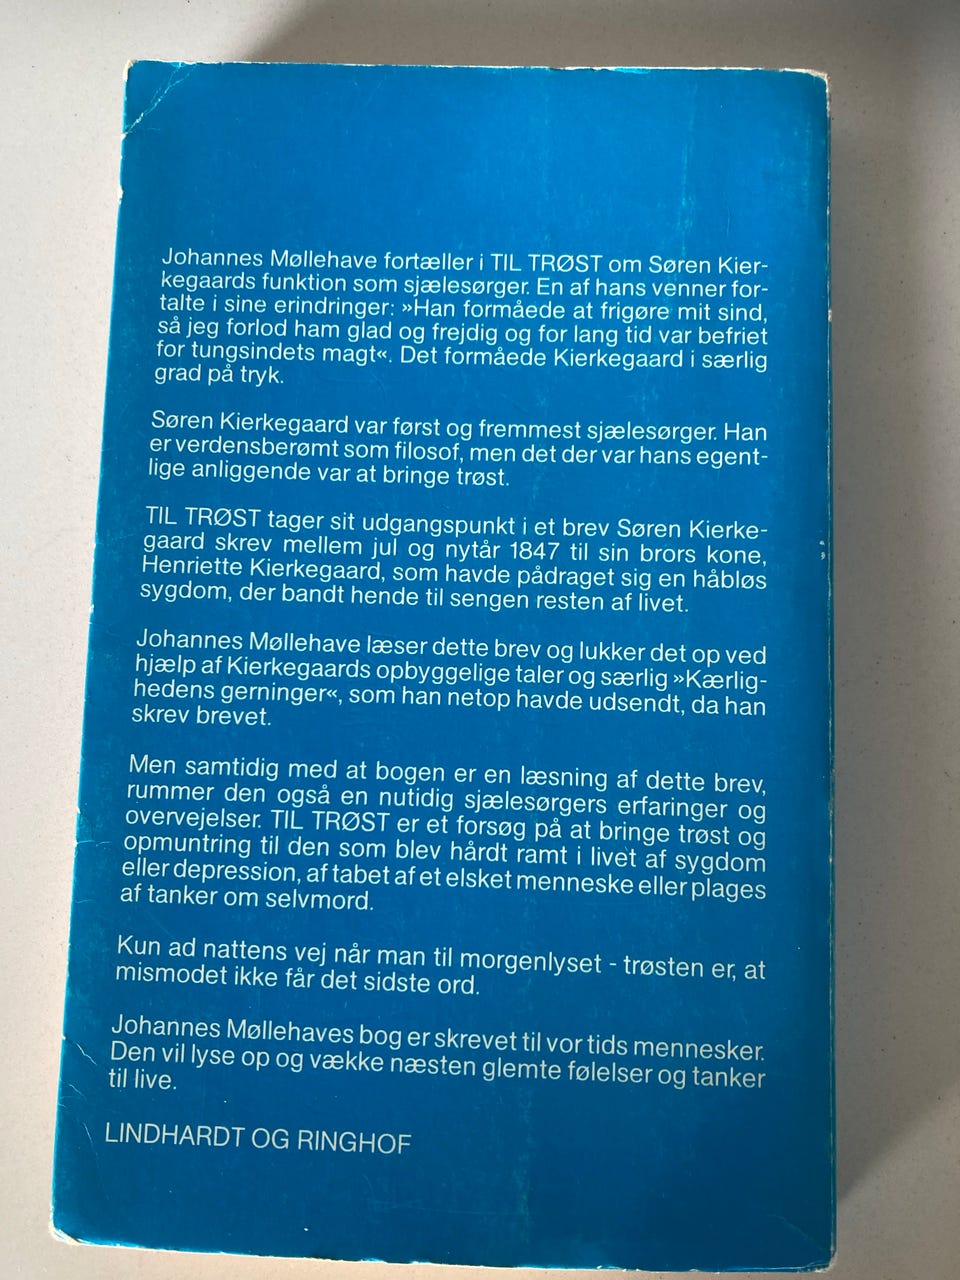 Johannes Møllehave fortæller i TIL TRØST om Søren Kier-
kegaards funktion som sjælesørger. En af hans venner for-
talte i sine erindringer: »Han formåede at frigøre mit sind,
så jeg forlod ham glad og frejdig og for lang tid var befriet
for tungsindets magt«. Det formåede Kierkegaard i særlig
grad på tryk.
Søren Kierkegaard var først og fremmest sjælesørger. Han
er verdensberømt som filosof, men det der var hans egent-
lige anliggende var at bringe trøst.
TIL TRØST tager sit udgangspunkt i et brev Søren Kierke-
gaard skrev mellem jul og nytår 1847 til sin brors kone,
Henriette Kierkegaard, som havde pådraget sig en håbløs
sygdom, der bandt hende til sengen resten af livet.
Johannes Møllehave læser dette brev og lukker det op ved
hjælp af Kierkegaards opbyggelige taler og særlig »Kærlig-
hedens gerninger«, som han netop havde udsendt, da han
skrev brevet.
Men samtidig med at bogen er en læsning af dette brev,
rummer den også en nutidig sjælesørgers erfaringer og
overvejelser. TIL TRØST er et forsøg på at bringe trøst og
opmuntring til den som blev hårdt ramt i livet af sygdom
eller depression, af tabet af et elsket menneske eller plages
af tanker om selvmord.
Kun ad nattens vej når man til morgenlyset - trøsten er, at
mismodet ikke får det sidste ord.
Johannes Møllehaves bog er skrevet til vor tids mennesker.
Den vil lyse op og vække næsten glemte følelser og tanker
til live.
LINDHARDT OG RINGHOF